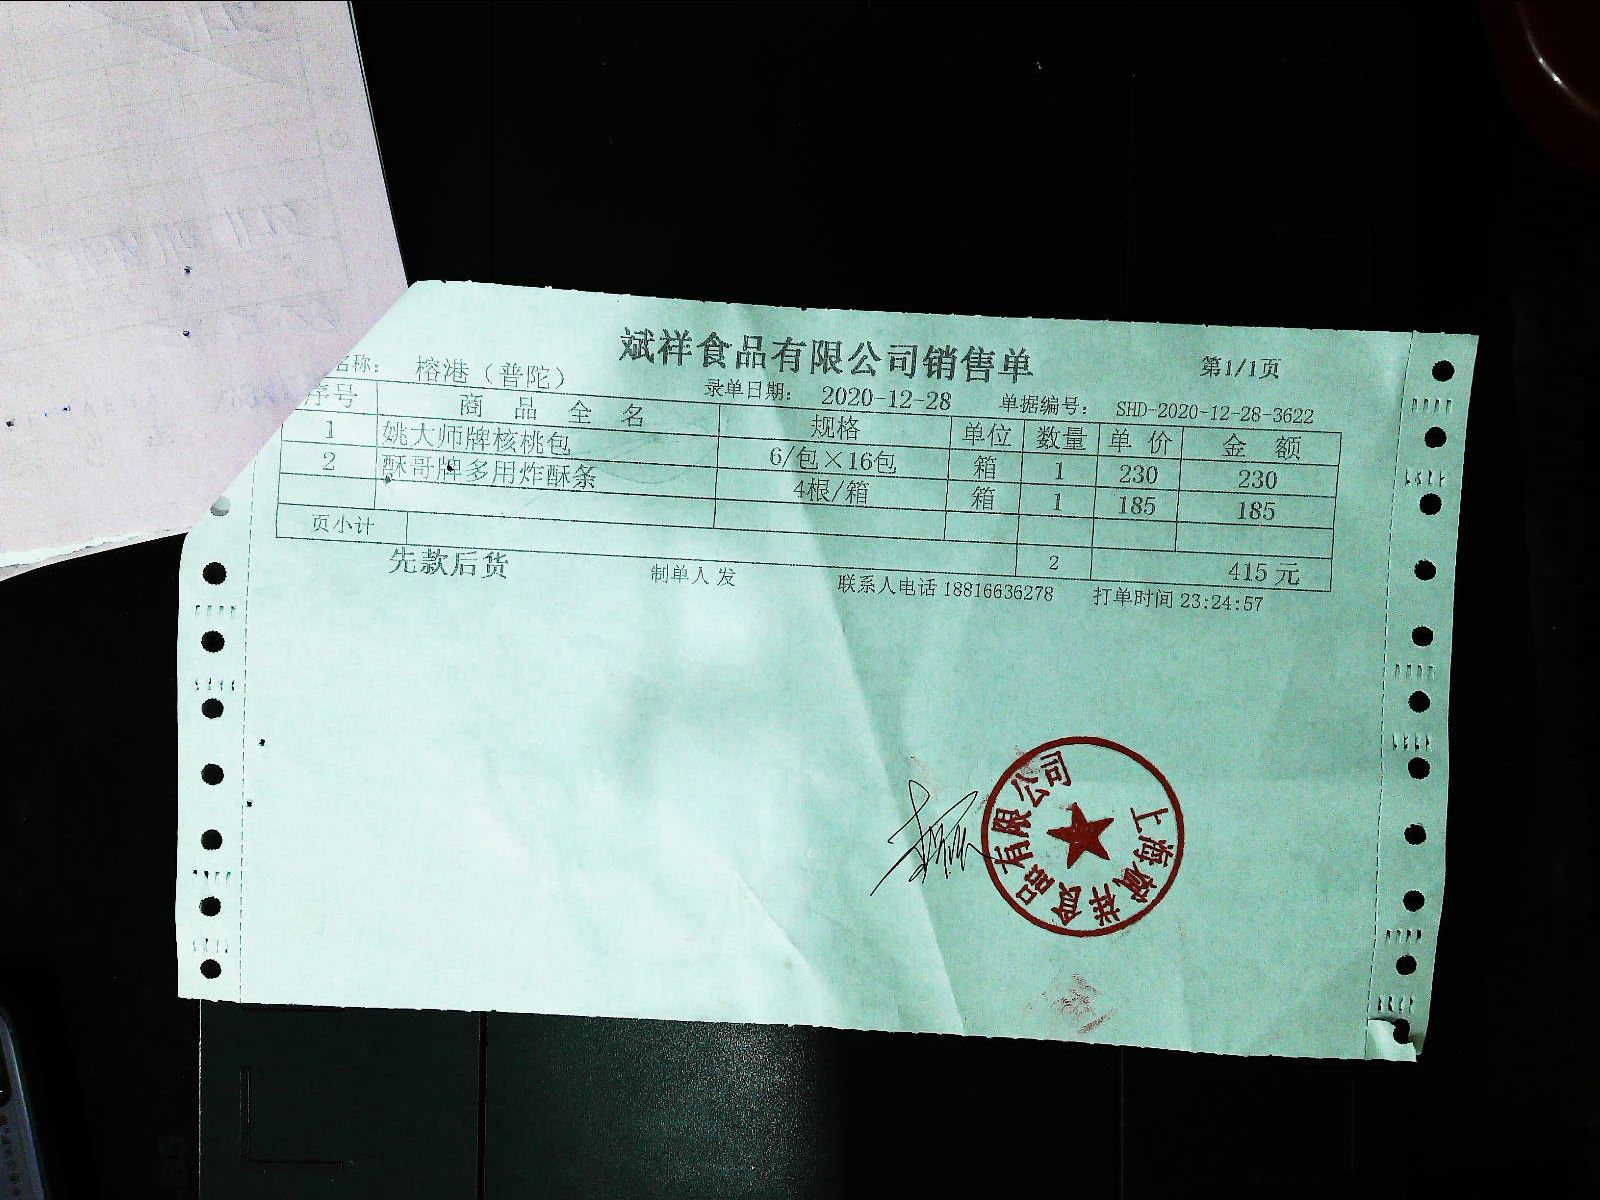 斌祥食品有限公司销售单
第1/1页
名称： 榕港（普陀） 录单日期： 2020-12-28 单据编号： SHD-2020-12-28-3622
序号 商品全名 规格 单位 数量 单价 金额
1 姚大师牌核桃包 6/包×16包 箱 1 230 230
2 酥哥牌多用炸酥条 4根/箱 箱 1 185 185
页小计 2 415 元
先款后货 制单人 发 联系人电话 18816636278 打单时间 23:24:57
上海斌祥食品有限公司